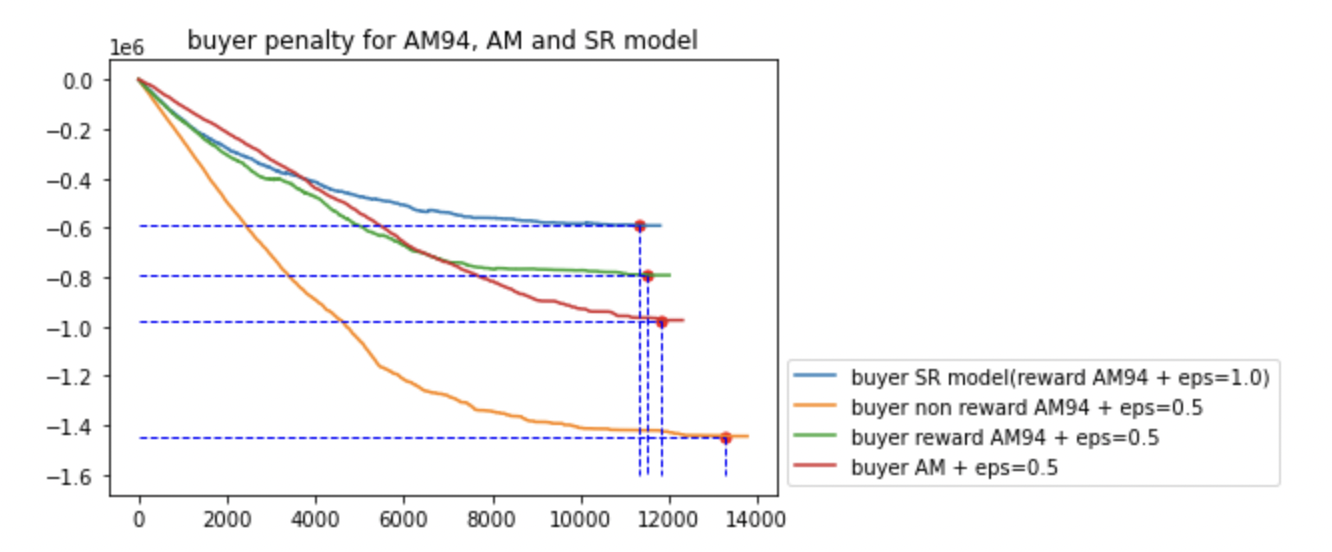 buyer penalty for AM94, AM and SR model
1e6
0.0
−0.2
−0.4
−0.6
−0.8
−1.0
−1.2
−1.4
−1.6
0 2000 4000 6000 8000 10000 12000 14000
buyer SR model(reward AM94 + eps=1.0)
buyer non reward AM94 + eps=0.5
buyer reward AM94 + eps=0.5
buyer AM + eps=0.5